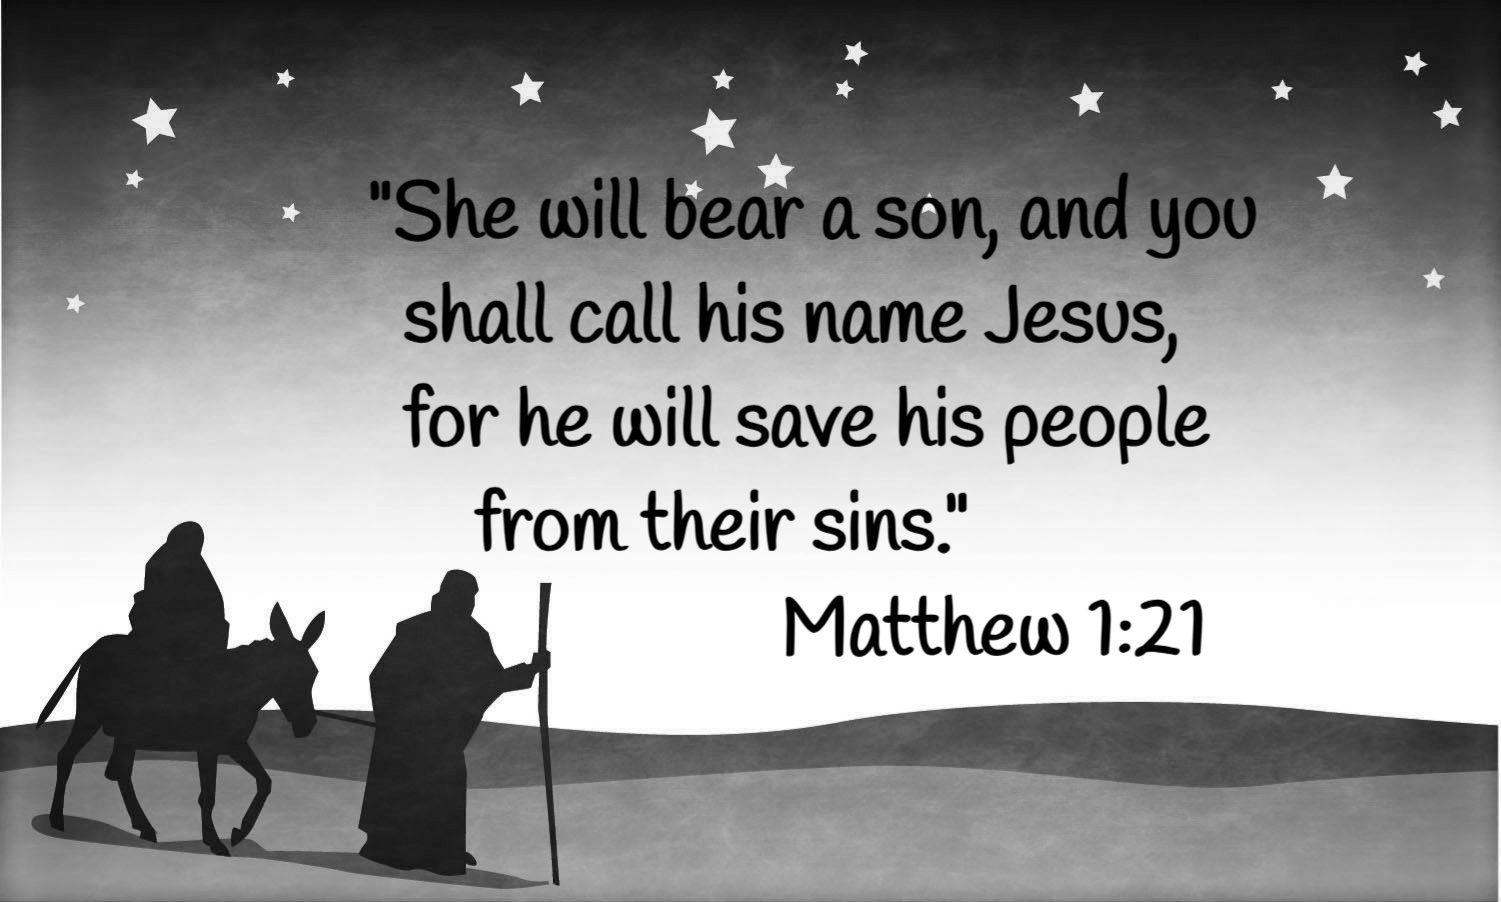 "She will bear a son, and you
shall call his name Jesus,
for he will save his people
from their sins."
Matthew 1:21